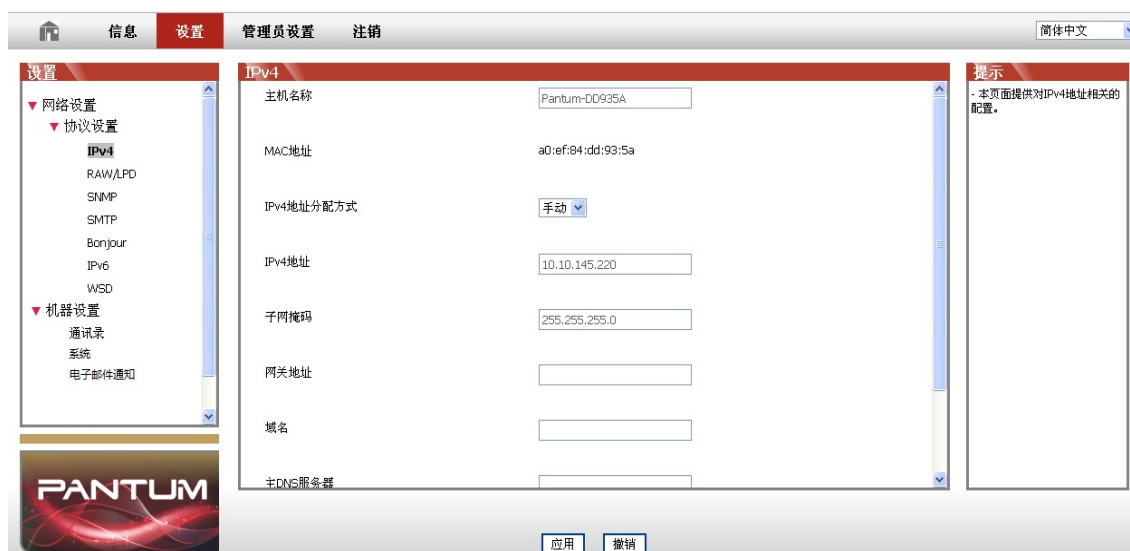 信息 设置 管理员设置 注销 简体中文
设置
▼ 网络设置
▼ 协议设置
IPv4
RAW/LPD
SNMP
SMTP
Bonjour
IPv6
WSD
▼ 机器设置
通讯录
系统
电子邮件通知
PANTUM
IPv4
主机名称 Pantum-DD935A
MAC地址 a0:ef:84:dd:93:5a
IPv4地址分配方式 手动
IPv4地址 10.10.145.220
子网掩码 255.255.255.0
网关地址
域名
主DNS服务器
应用 撤销
提示
- 本页面提供对IPv4地址相关的
配置。